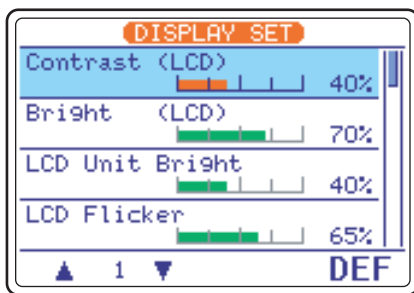 DISPLAY SET
Contrast (LCD)
40%
Bright (LCD)
70%
LCD Unit Bright
40%
LCD Flicker
65%
▲ 1 ▼ DEF